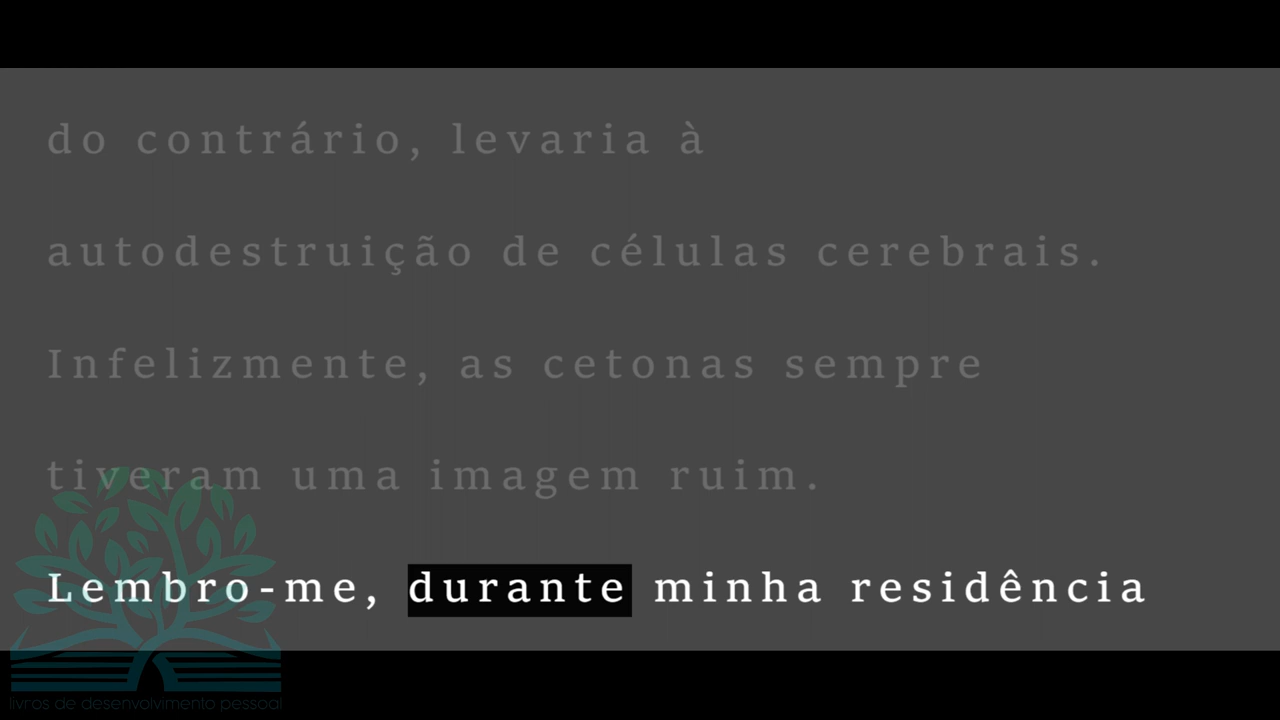 do contrário, levaria à
autodestruição de células cerebrais.
Infelizmente, as cetonas sempre
tiveram uma imagem ruim.
Lembro-me, durante minha residência
livros de desenvolvimento pessoal